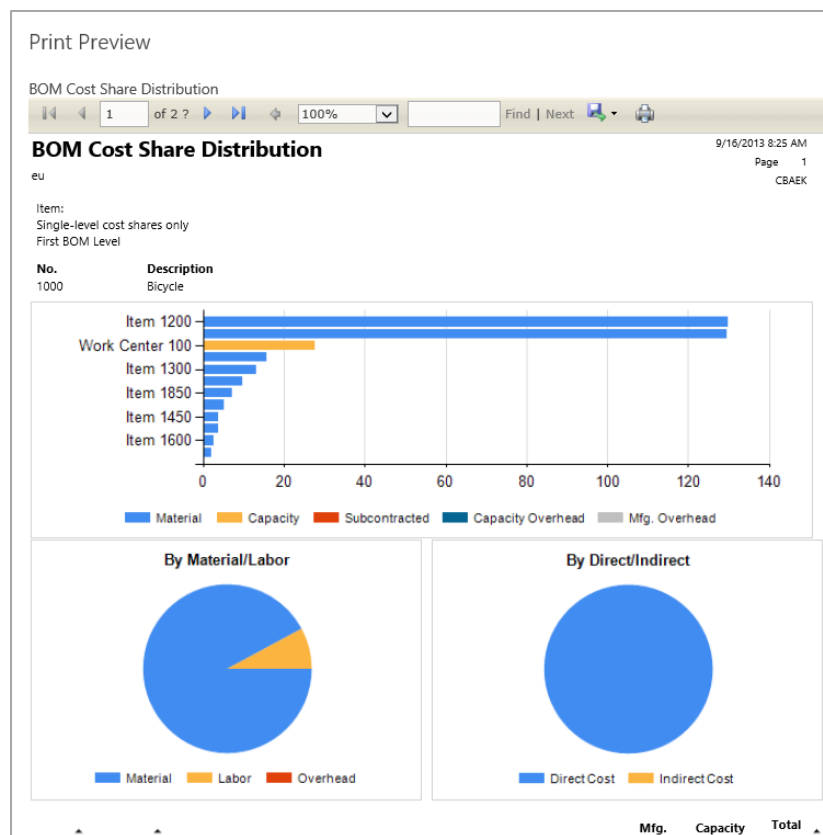 Print Preview
BOM Cost Share Distribution
1 of 2 ? 100% Find | Next
BOM Cost Share Distribution
9/16/2013 8:25 AM
eu
Page 1
CBAEK
Item:
Single-level cost shares only
First BOM Level
No. Description
1000 Bicycle
Item 1200
Work Center 100
Item 1300
Item 1850
Item 1450
Item 1600
0 20 40 60 80 100 120 140
Material Capacity Subcontracted Capacity Overhead Mfg. Overhead
By Material/Labor
Material Labor Overhead
By Direct/Indirect
Direct Cost Indirect Cost
Mfg. Capacity Total